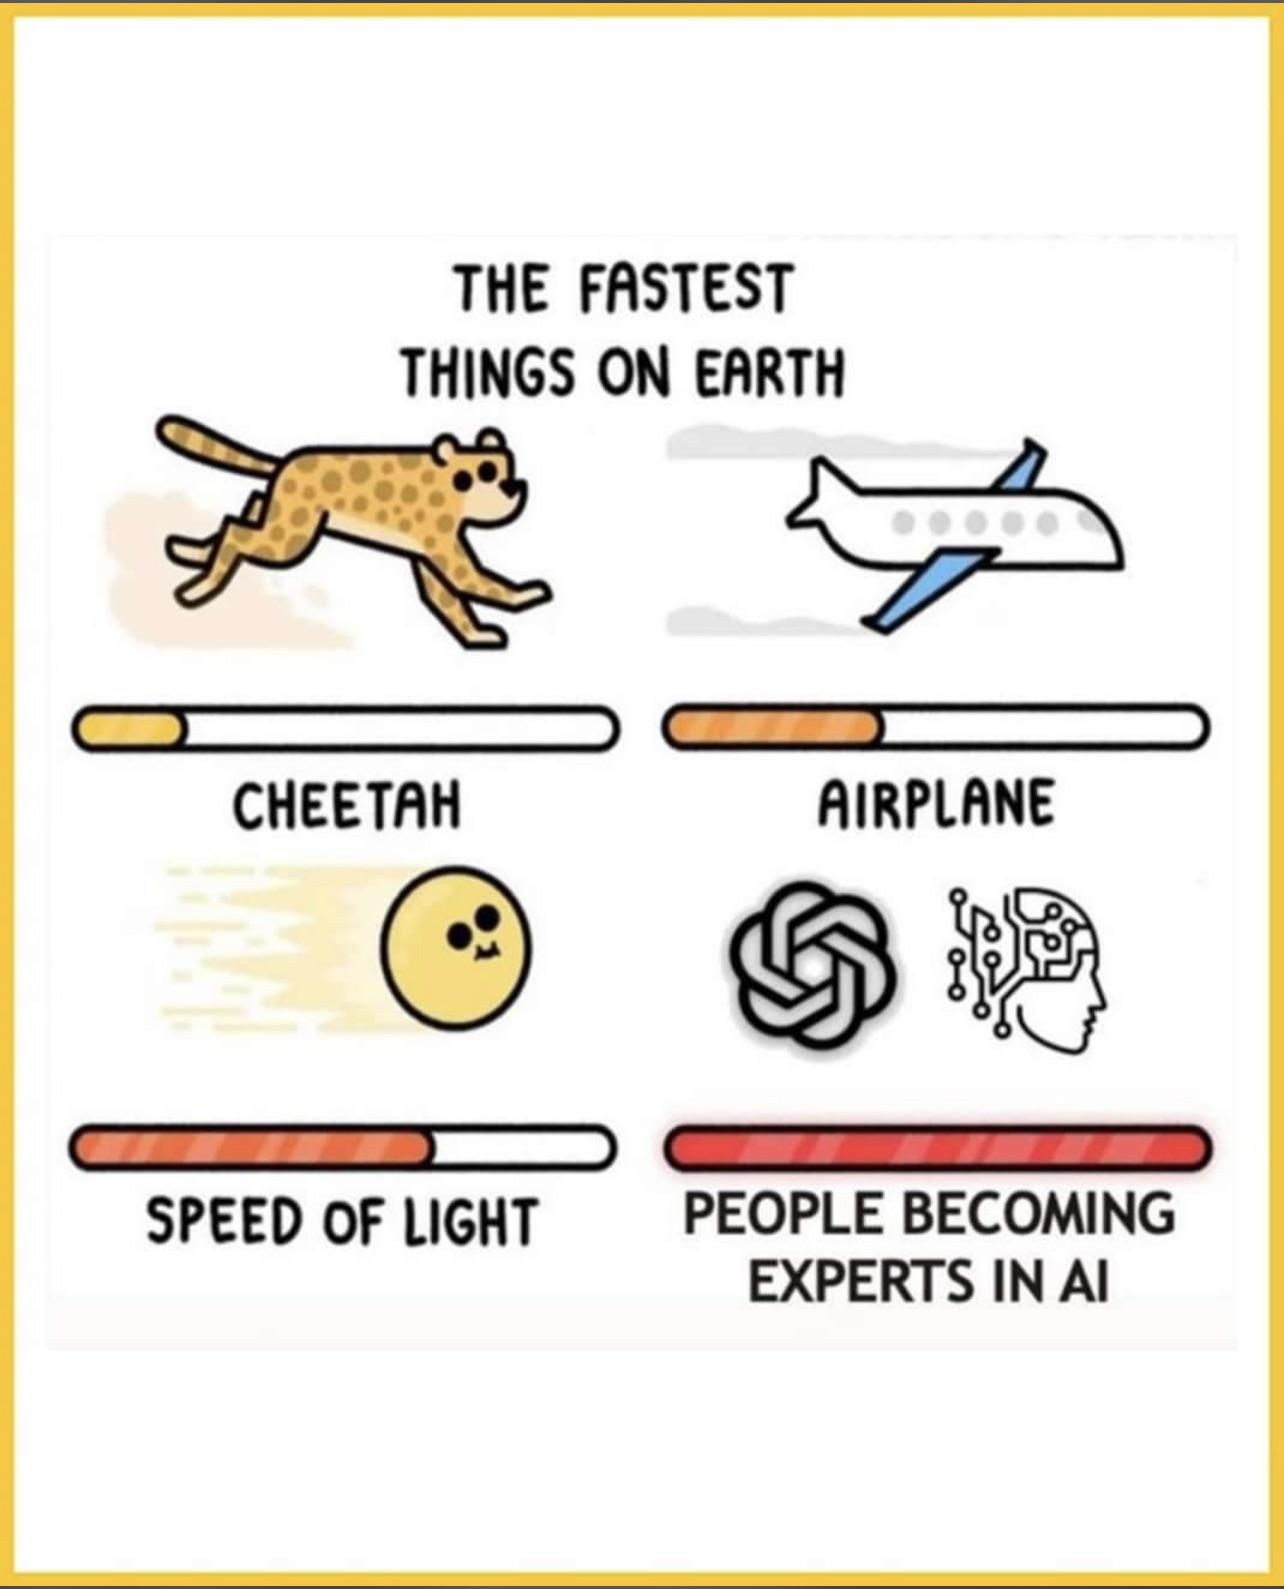 THE FASTEST
THINGS ON EARTH
CHEETAH
AIRPLANE
SPEED OF LIGHT
PEOPLE BECOMING
EXPERTS IN AI